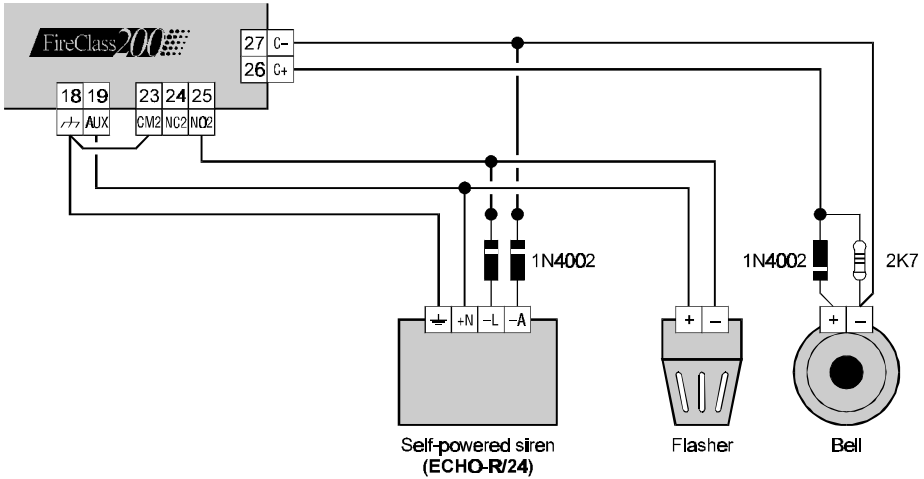 FireClass200
27 C-
26 C+
18 19 23 24 25
AUX CM2 NC2 NO2
1N4002 1N4002 2K7
+N -L -A + - + -
Self-powered siren Flasher Bell
(ECHO-R/24)